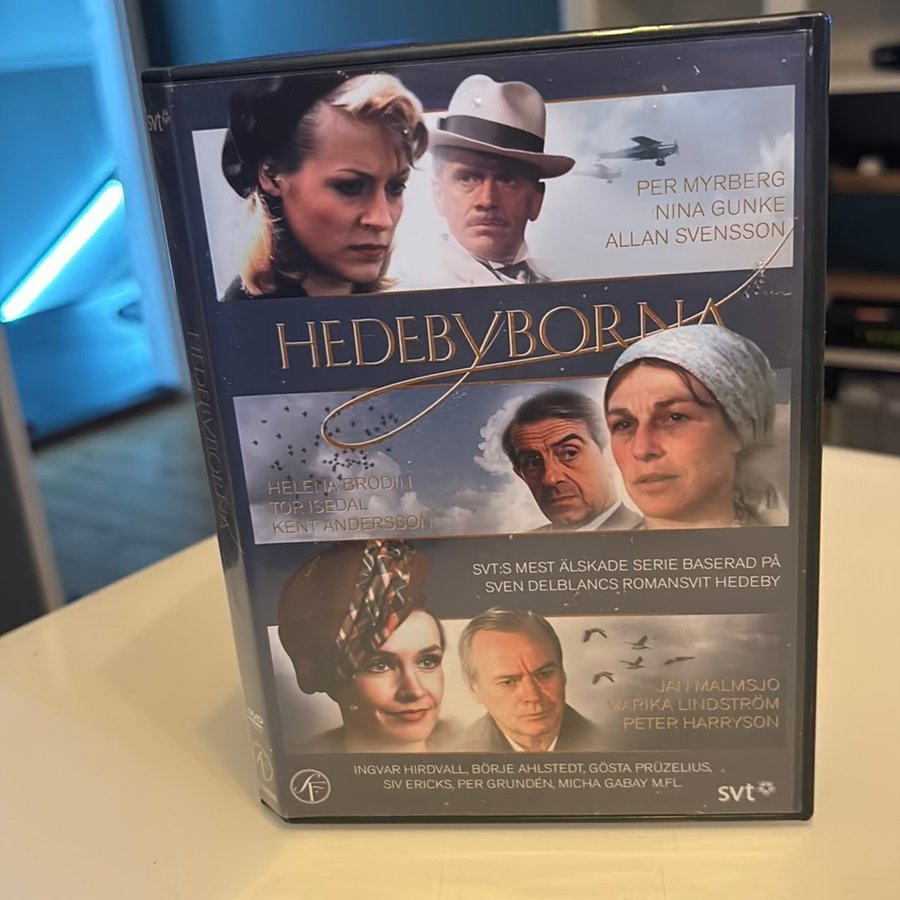 svt
PER MYRBERG
NINA GUNKE
ALLAN SVENSSON
HEDEBYBORNA
HEDEBYBORNA
HELENA BRODIN
TOR ISEDAL
KENT ANDERSSON
SVT:S MEST ÄLSKADE SERIE BASERAD PÅ
SVEN DELBLANCS ROMANSVIT HEDEBY
JAN MALMSJÖ
MARIKA LINDSTRÖM
PETER HARRYSON
INGVAR HIRDVALL, BÖRJE AHLSTEDT, GÖSTA PRÜZELIUS,
SIV ERICKS, PER GRUNDÉN, MICHA GABAY M.FL.
DVD
SF
svt